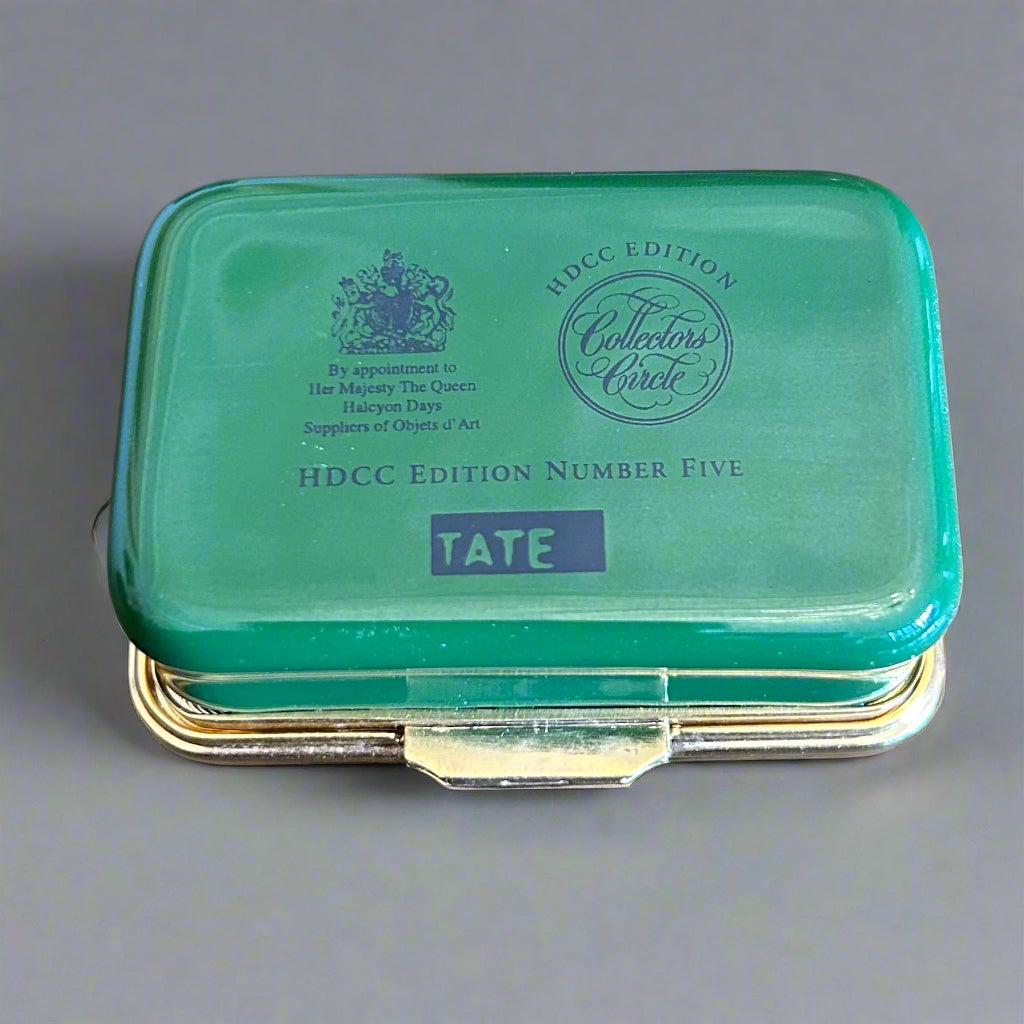 By appointment to
Her Majesty The Queen
Halcyon Days
Suppliers of Objets d'Art
HDCC EDITION
Collectors
Circle
HDCC EDITION NUMBER FIVE
TATE